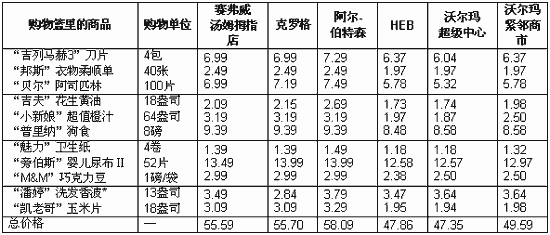 购物篮里的商品 购物单位 赛弗威汤姆拇指店 克罗格 阿尔-伯特森 HEB 沃尔玛超级中心 沃尔玛紧邻商市
“吉列马赫3”刀片 4包 6.99 6.99 7.29 6.37 6.04 6.37
“邦斯”衣物柔顺单 40张 2.49 2.49 2.49 1.97 1.97 1.97
“贝尔”阿司匹林 100片 6.99 7.19 7.49 5.78 5.32 5.78
“吉夫”花生黄油 18盎司 2.09 2.15 2.69 1.73 1.74 1.98
“小新娘”超值橙汁 64盎司 3.19 3.19 3.19 1.97 1.87 2.50
“普里纳”狗食 8磅 9.39 9.39 9.39 8.48 8.58 8.58
“魅力”卫生纸 4卷 1.39 1.39 1.49 1.18 1.18 1.32
“旁伯斯”婴儿尿布Ⅱ 52片 13.49 13.99 13.99 12.58 12.57 12.97
“M&M”巧克力豆 1磅/袋 2.99 2.99 2.99 2.38 2.50 2.50
“潘婷”洗发香波* 13盎司 3.49 2.84 3.79 3.47 3.64 3.64
“凯老哥”玉米片 18盎司 3.09 3.09 3.29 1.95 1.94 1.98
总价格 — 55.59 55.70 58.09 47.86 47.35 49.59